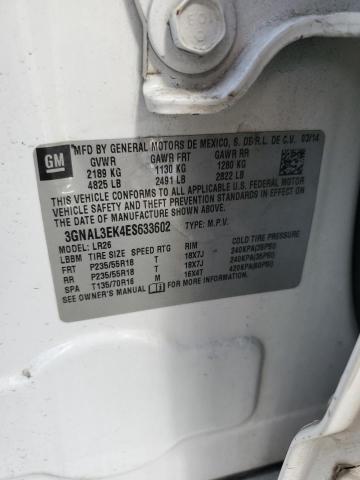 GM
MFD BY GENERAL MOTORS DE MEXICO, S. DE R.L. DE C.V. 03/14
GVWR GAWR FRT GAWR RR
2189 KG 1130 KG 1280 KG
4825 LB 2491 LB 2822 LB
THIS VEHICLE CONFORMS TO ALL APPLICABLE U.S. FEDERAL MOTOR
VEHICLE SAFETY AND THEFT PREVENTION STANDARDS IN EFFECT
ON THE DATE OF MANUFACTURE SHOWN ABOVE.
3GNAL3EK4ES633602 TYPE: M.P.V.
MODEL: LR26
LBBM TIRE SIZE SPEED RTG RIM COLD TIRE PRESSURE
FRT P235/55R18 T 18X7J 240KPA(35PSI)
RR P235/55R18 T 18X7J 240KPA(35PSI)
SPA T135/70R16 M 16X4T 420KPA(60PSI)
SEE OWNER MANUAL FOR MORE INFORMATION.